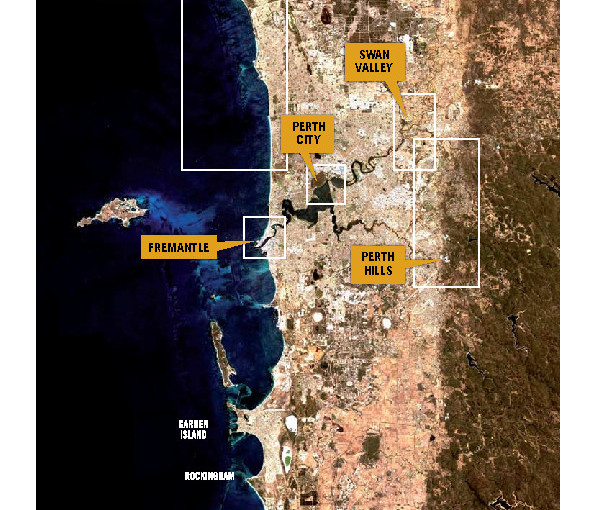 SWAN
VALLEY
PERTH
CITY
FREMANTLE
PERTH
HILLS
GARDEN
ISLAND
ROCKINGHAM